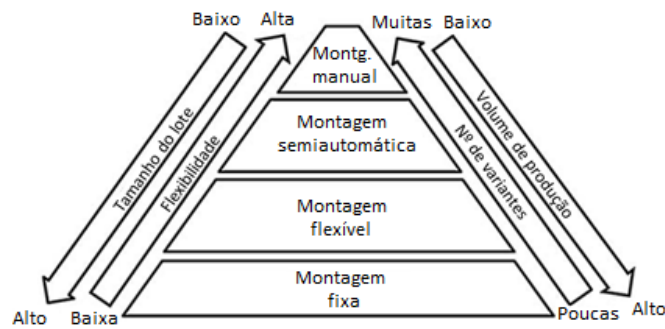 Baixo Alta Muitas Baixo
Montg.
manual
Montagem
semiautomática
Montagem
flexível
Montagem
fixa
Tamanho do lote
Flexibilidade
Nº de variantes
Volume de produção
Alto Baixa Poucas Alto